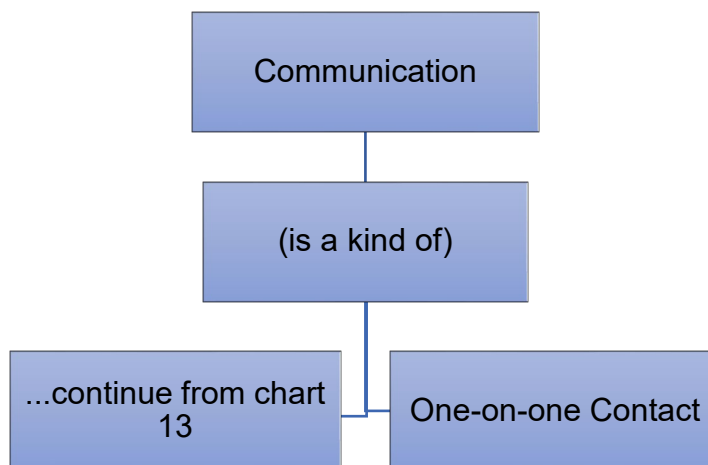 Communication
(is a kind of)
...continue from chart
13
One-on-one Contact